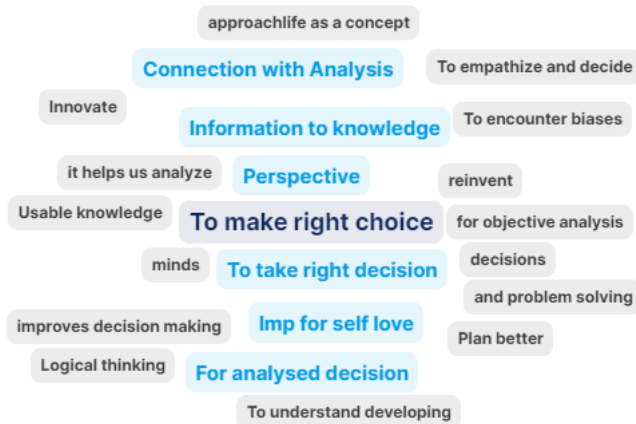 approachlife as a concept
Connection with Analysis
To empathize and decide
Innovate
Information to knowledge
To encounter biases
it helps us analyze
Perspective
reinvent
Usable knowledge
To make right choice
for objective analysis
minds
To take right decision
decisions
and problem solving
improves decision making
Imp for self love
Plan better
Logical thinking
For analysed decision
To understand developing